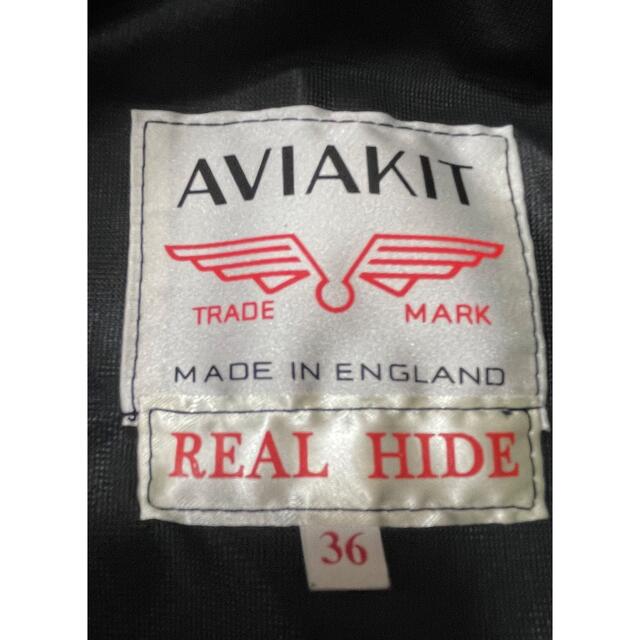 AVIAKIT
TRADE MARK
MADE IN ENGLAND
REAL HIDE
36